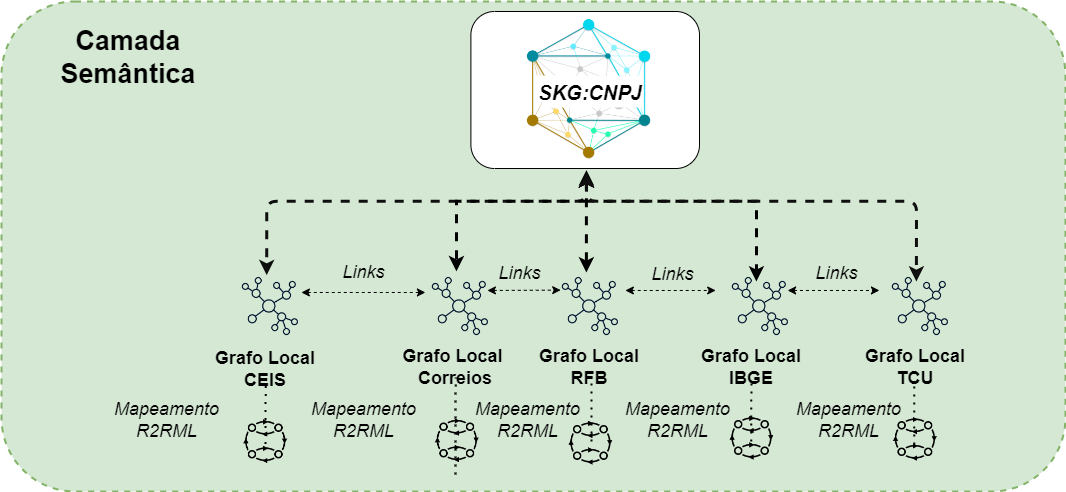 Camada
Semântica
SKG:CNPJ
Links
Links
Links
Links
Grafo Local
CEIS
Grafo Local
Correios
Grafo Local
RFB
Grafo Local
IBGE
Grafo Local
TCU
Mapeamento
R2RML
Mapeamento
R2RML
Mapeamento
R2RML
Mapeamento
R2RML
Mapeamento
R2RML